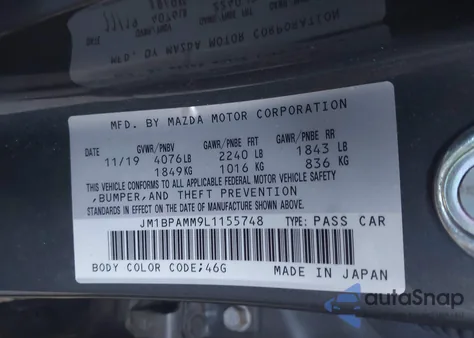 MFD. BY MAZDA MOTOR CORPORATION
GVWR/PNBV GAWR/PNBE FRT GAWR/PNBE RR
11/19 4076LB 2240 LB 1843 LB
1849KG 1016 KG 836 KG
THIS VEHICLE CONFORMS TO ALL APPLICABLE FEDERAL MOTOR VEHICLE SAFETY
,BUMPER,AND THEFT PREVENTION
STANDARDS IN EFFECT ON THE DATE OF MANUFACTURE SHOWN ABOVE.
JM1BPAMM9L1155748 TYPE: PASS CAR
BODY COLOR CODE;46G MADE IN JAPAN
autoSnap